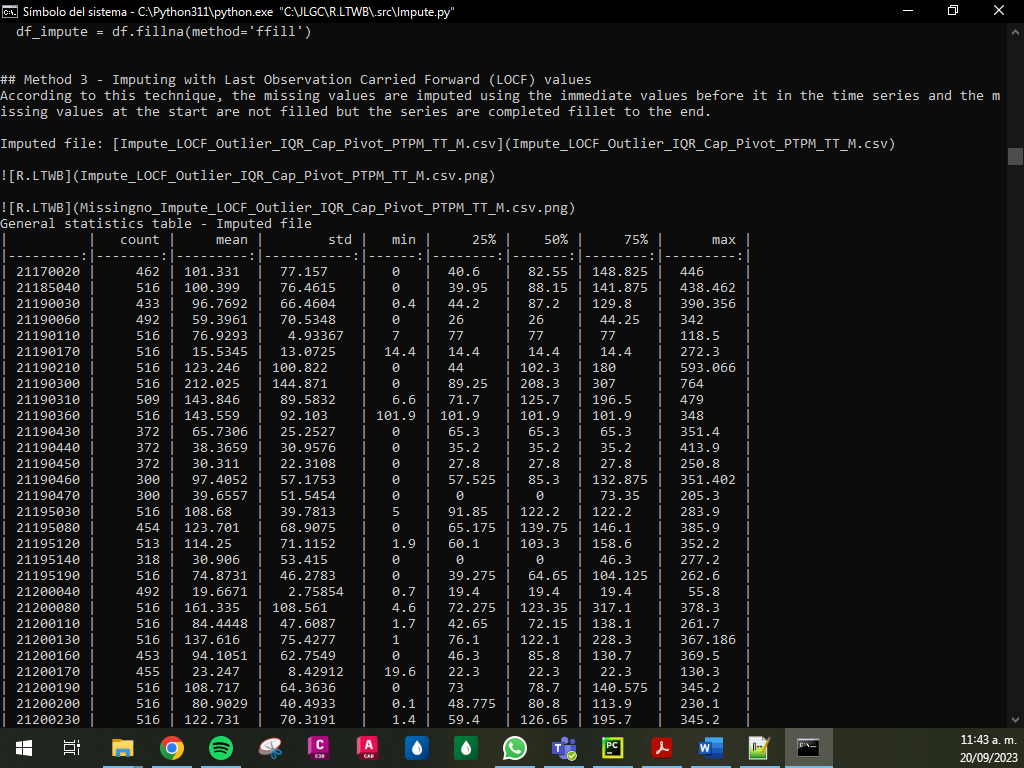 Símbolo del sistema - C:\Python311\python.exe "C:\JLGC\R.LTWB\.src\Impute.py"
  df_impute = df.fillna(method='ffill')
## Method 3 - Imputing with Last Observation Carried Forward (LOCF) values
According to this technique, the missing values are imputed using the immediate values before it in the time series and the m
issing values at the start are not filled but the series are completed fillet to the end.
Imputed file: [Impute_LOCF_Outlier_IQR_Cap_Pivot_PTPM_TT_M.csv](Impute_LOCF_Outlier_IQR_Cap_Pivot_PTPM_TT_M.csv)
![R.LTWB](Impute_LOCF_Outlier_IQR_Cap_Pivot_PTPM_TT_M.csv.png)
![R.LTWB](Missingno_Impute_LOCF_Outlier_IQR_Cap_Pivot_PTPM_TT_M.csv.png)
General statistics table - Imputed file
|          |   count |     mean |        std |   min |     25% |    50% |     75% |      max |
|---------:|--------:|---------:|-----------:|------:|--------:|-------:|--------:|---------:|
| 21170020 |     462 | 101.331  |  77.157    |   0   |  40.6   |  82.55 | 148.825 |  446     |
| 21185040 |     516 | 100.399  |  76.4615   |   0   |  39.95  |  88.15 | 141.875 |  438.462 |
| 21190030 |     433 |  96.7692 |  66.4604   |   0.4 |  44.2   |  87.2  | 129.8   |  390.356 |
| 21190060 |     492 |  59.3961 |  70.5348   |   0   |  26     |  26    |  44.25  |  342     |
| 21190110 |     516 |  76.9293 |   4.93367  |   7   |  77     |  77    |  77     |  118.5   |
| 21190170 |     516 |  15.5345 |  13.0725   |  14.4 |  14.4   |  14.4  |  14.4   |  272.3   |
| 21190210 |     516 | 123.246  | 100.822    |   0   |  44     | 102.3  | 180     |  593.066 |
| 21190300 |     516 | 212.025  | 144.871    |   0   |  89.25  | 208.3  | 307     |  764     |
| 21190310 |     509 | 143.846  |  89.5832   |   6.6 |  71.7   | 125.7  | 196.5   |  479     |
| 21190360 |     516 | 143.559  |  92.103    | 101.9 | 101.9   | 101.9  | 101.9   |  348     |
| 21190430 |     372 |  65.7306 |  25.2527   |   0   |  65.3   |  65.3  |  65.3   |  351.4   |
| 21190440 |     372 |  38.3659 |  30.9576   |   0   |  35.2   |  35.2  |  35.2   |  413.9   |
| 21190450 |     372 |  30.311  |  22.3108   |   0   |  27.8   |  27.8  |  27.8   |  250.8   |
| 21190460 |     300 |  97.4052 |  57.1753   |   0   |  57.525 |  85.3  | 132.875 |  351.402 |
| 21190470 |     300 |  39.6557 |  51.5454   |   0   |   0     |   0    |  73.35  |  205.3   |
| 21195030 |     516 | 108.68   |  39.7813   |   5   |  91.85  | 122.2  | 122.2   |  283.9   |
| 21195080 |     454 | 123.701  |  68.9075   |   0   |  65.175 | 139.75 | 146.1   |  385.9   |
| 21195120 |     513 | 114.25   |  71.1152   |   1.9 |  60.1   | 103.3  | 158.6   |  352.2   |
| 21195140 |     318 |  30.906  |  53.415    |   0   |   0     |   0    |  46.3   |  277.2   |
| 21195190 |     516 |  74.8731 |  46.2783   |   0   |  39.275 |  64.65 | 104.125 |  262.6   |
| 21200040 |     492 |  19.6671 |   2.75854  |   0.7 |  19.4   |  19.4  |  19.4   |   55.8   |
| 21200080 |     516 | 161.335  | 108.561    |   4.6 |  72.275 | 123.35 | 317.1   |  378.3   |
| 21200110 |     516 |  84.4448 |  47.6087   |   1.7 |  42.65  |  72.15 | 138.1   |  261.7   |
| 21200130 |     516 | 137.616  |  75.4277   |   1   |  76.1   | 122.1  | 228.3   |  367.186 |
| 21200160 |     453 |  94.1051 |  62.7549   |   0   |  46.3   |  85.8  | 130.7   |  369.5   |
| 21200170 |     455 |  23.247  |   8.42912  |  19.6 |  22.3   |  22.3  |  22.3   |  130.3   |
| 21200190 |     516 | 108.717  |  64.3636   |   0   |  73     |  78.7  | 140.575 |  345.2   |
| 21200200 |     516 |  80.9029 |  40.4933   |   0.1 |  48.775 |  80.8  | 113.9   |  230.1   |
| 21200230 |     516 | 122.731  |  70.3191   |   1.4 |  59.4   | 126.65 | 195.7   |  345.2   |
11:43 a. m.
20/09/2023